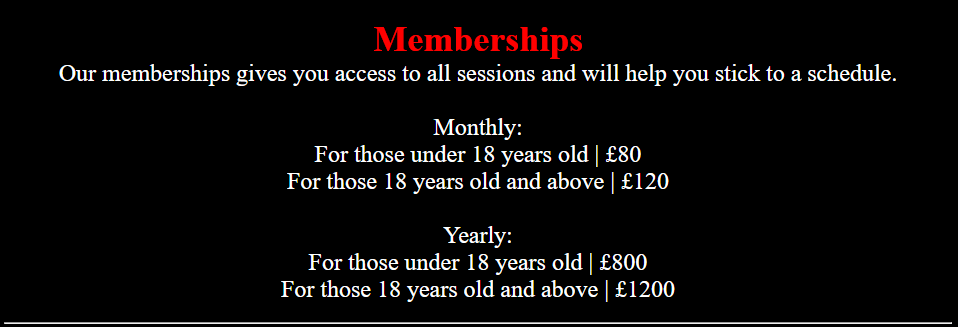 Memberships
Our memberships gives you access to all sessions and will help you stick to a schedule.
Monthly:
For those under 18 years old | £80
For those 18 years old and above | £120
Yearly:
For those under 18 years old | £800
For those 18 years old and above | £1200